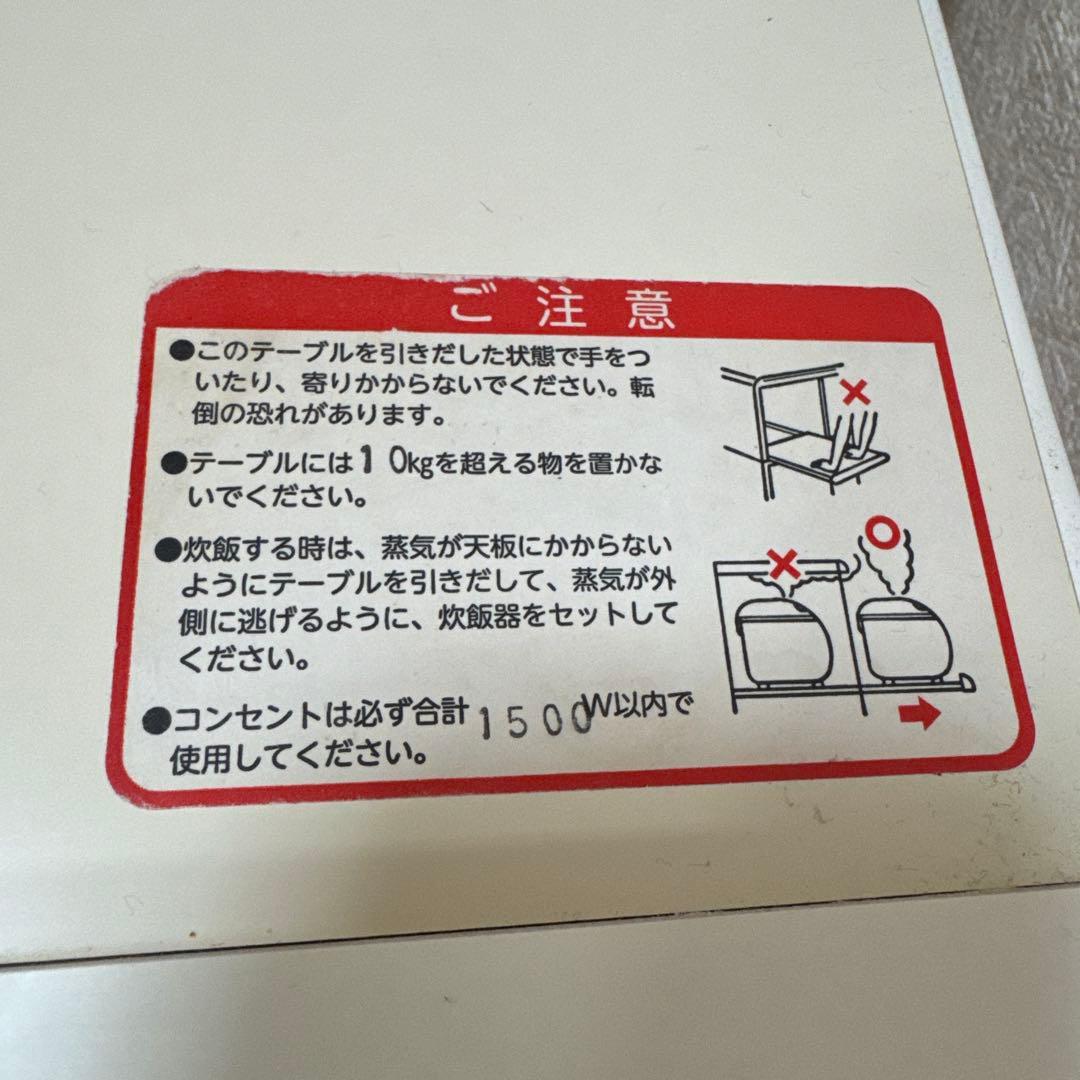 ご注意
●このテーブルを引きだした状態で手をつ
いたり、寄りかからないでください。転
倒の恐れがあります。
●テーブルには10kgを超える物を置かな
いでください。
●炊飯する時は、蒸気が天板にかからない
ようにテーブルを引きだして、蒸気が外
側に逃げるように、炊飯器をセットして
ください。
●コンセントは必ず合計1500W以内で
使用してください。